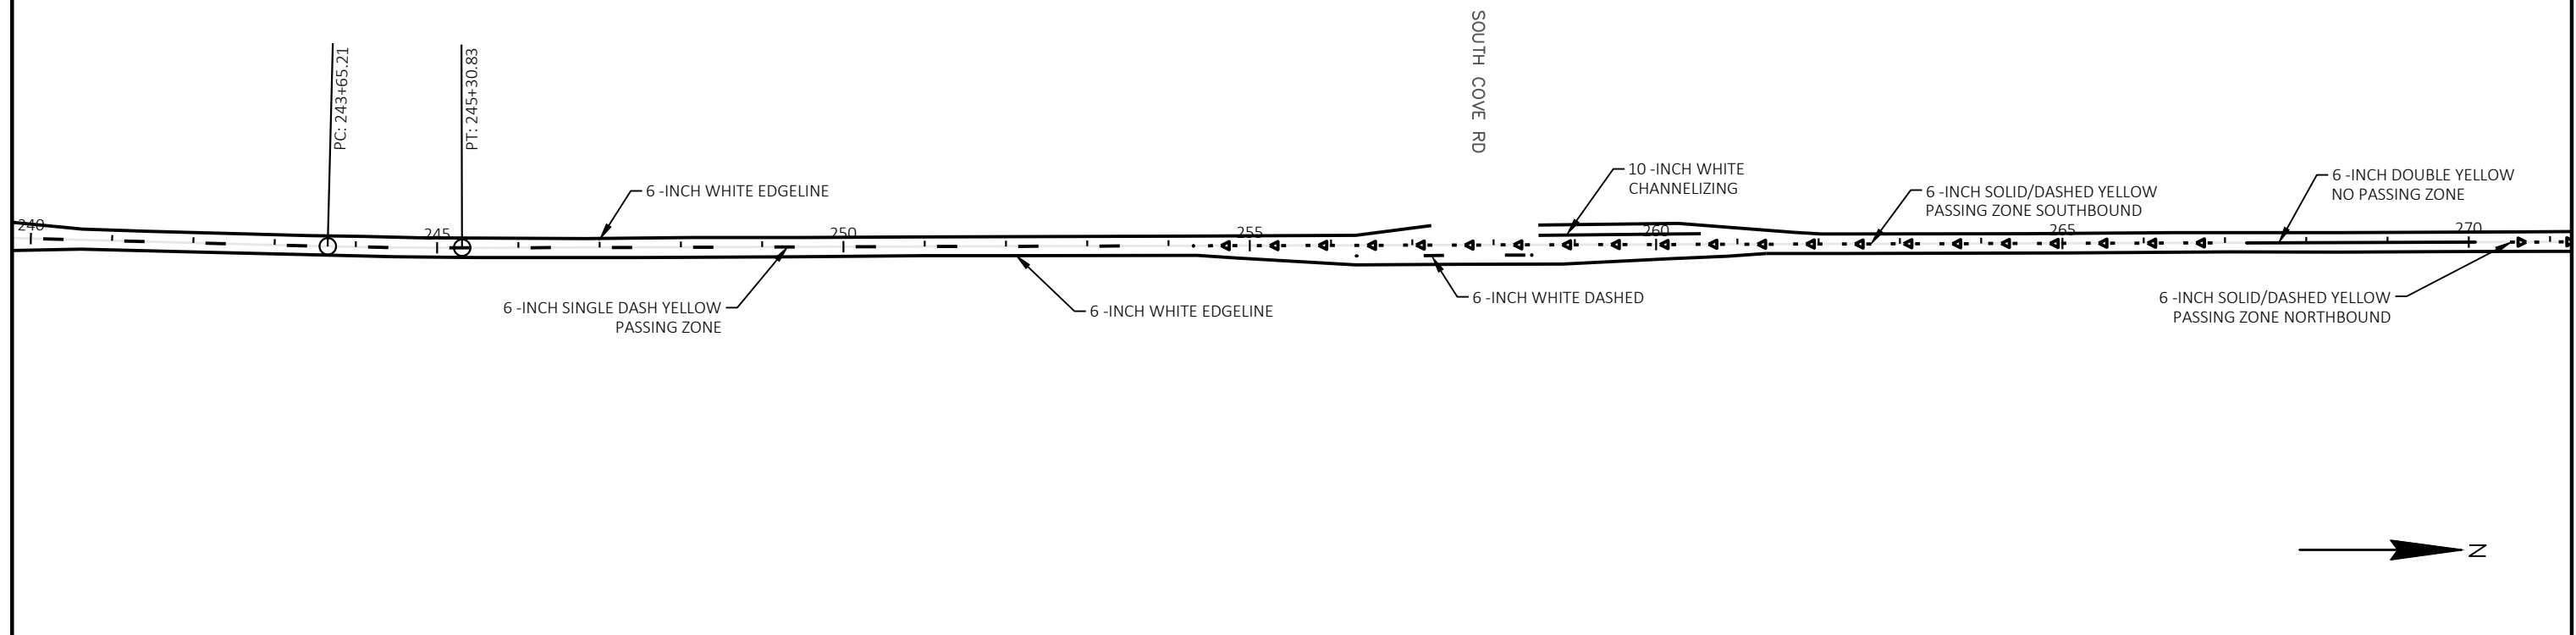 SOUTH COVE RD
PC: 243+65.21
PT: 245+30.83
10 -INCH WHITE
CHANNELIZING
6 -INCH WHITE EDGELINE
6 -INCH SOLID/DASHED YELLOW
PASSING ZONE SOUTHBOUND
6 -INCH DOUBLE YELLOW
NO PASSING ZONE
240
245
250
255
260
265
270
6 -INCH SINGLE DASH YELLOW
PASSING ZONE
6 -INCH WHITE EDGELINE
6 -INCH WHITE DASHED
6 -INCH SOLID/DASHED YELLOW
PASSING ZONE NORTHBOUND
N